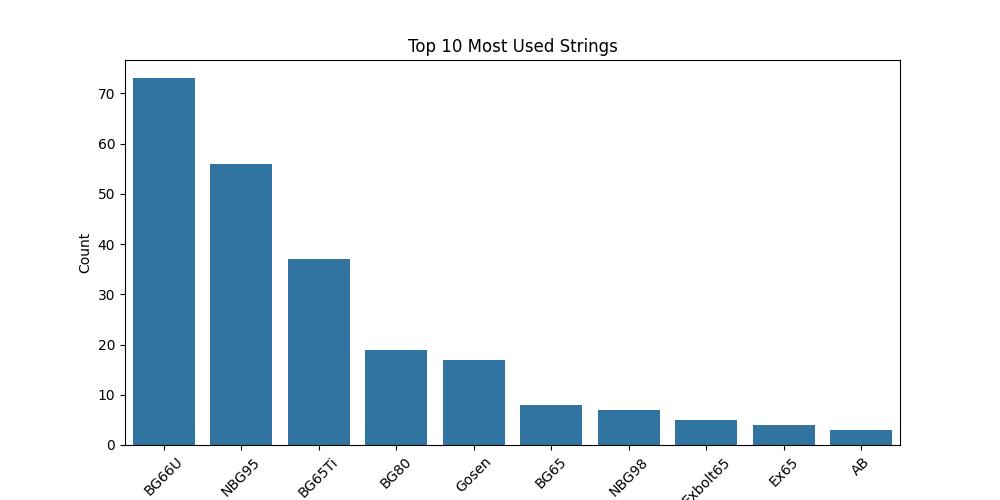 Top 10 Most Used Strings
Count
70
60
50
40
30
20
10
0
BG66U
NBG95
BG65Ti
BG80
Gosen
BG65
NBG98
Exbolt65
Ex65
AB